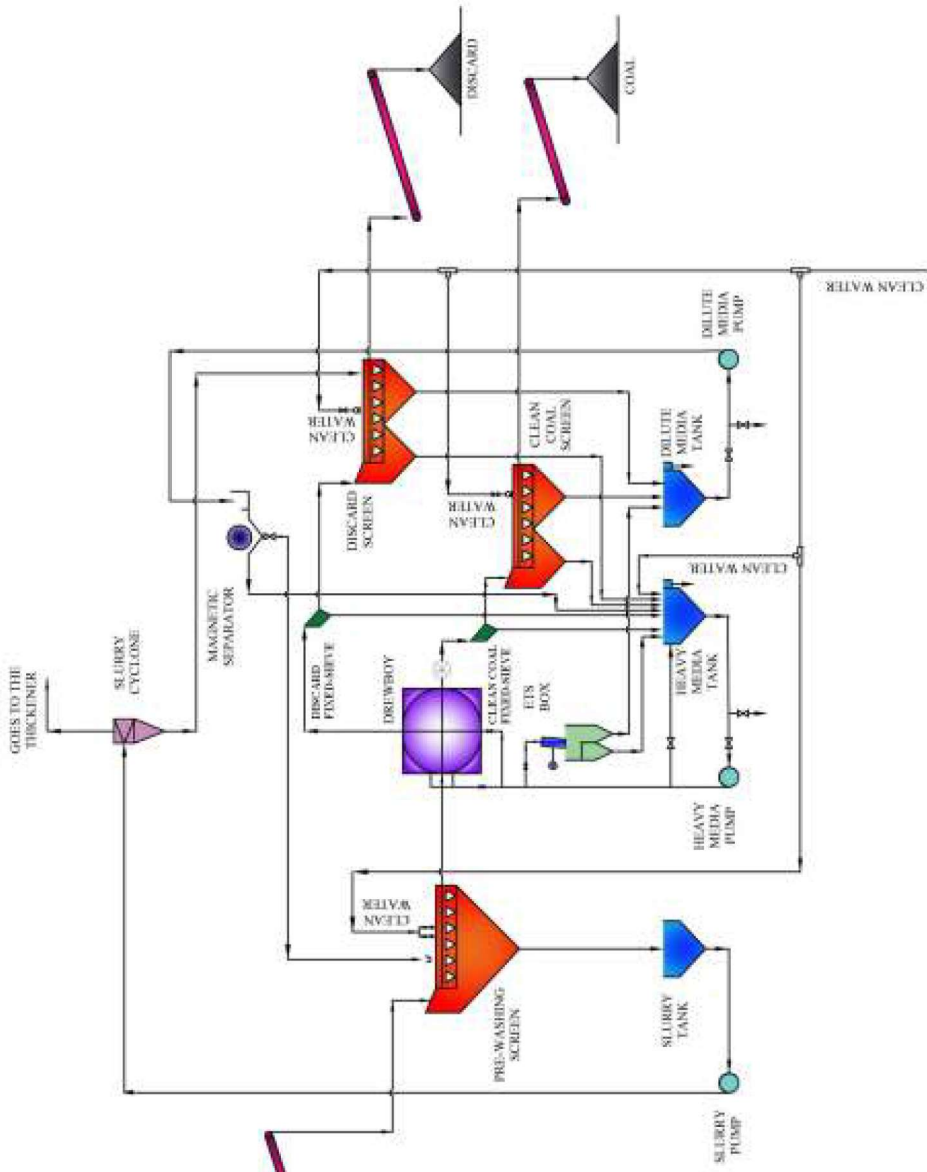 GOES TO THE
THICKENER
SLURRY
CYCLONE
MAGNETIC
SEPARATOR
DISCARD
COAL
CLEAN
WATER
DISCARD
SCREEN
CLEAN
WATER
CLEAN
COAL
SCREEN
DISCARD
FIXED-SIEVE
DREWBOY
CLEAN COAL
FIXED-SIEVE
ETS
BOX
CLEAN
WATER
PRE-WASHING
SCREEN
SLURRY
TANK
SLURRY
PUMP
HEAVY
MEDIA
TANK
HEAVY
MEDIA
PUMP
CLEAN WATER
DILUTE
MEDIA
TANK
DILUTE MEDIA
PUMP
CLEAN WATER